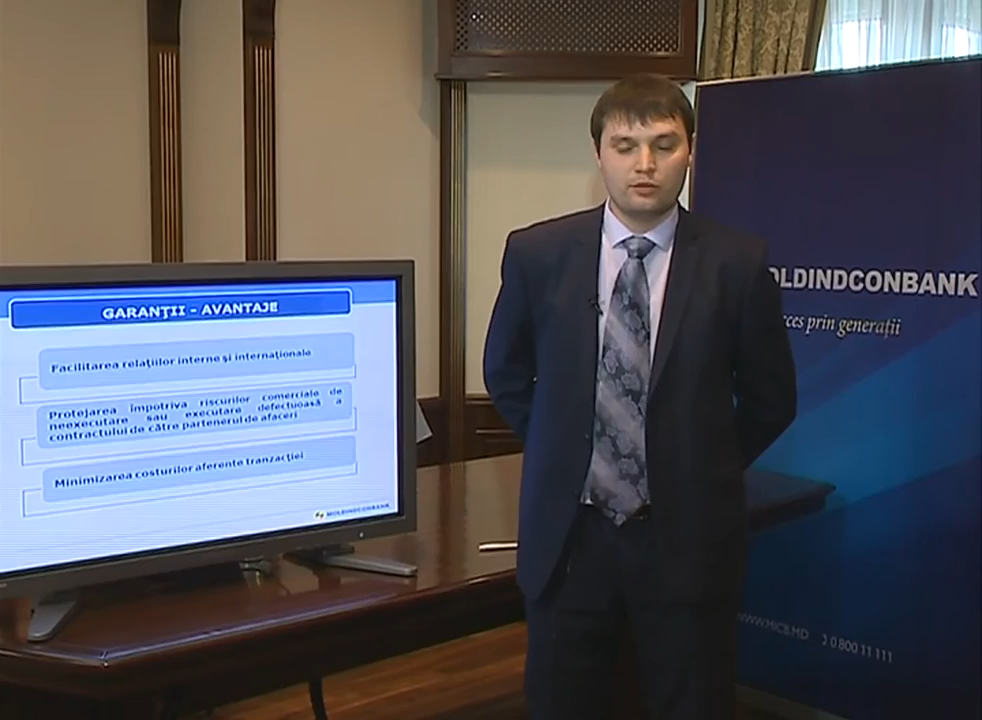 GARANŢII - AVANTAJE
Facilitarea relaţiilor interne şi internaţionale
Protejarea împotriva riscurilor comerciale de
neexecutare sau executare defectuoasă a
contractului de către partenerul de afaceri
Minimizarea costurilor aferente tranzacţiei
MOLDINDCONBANK
OLDINDCONBANK
ces prin generaţii
WWW.MICB.MD 0 800 11 111